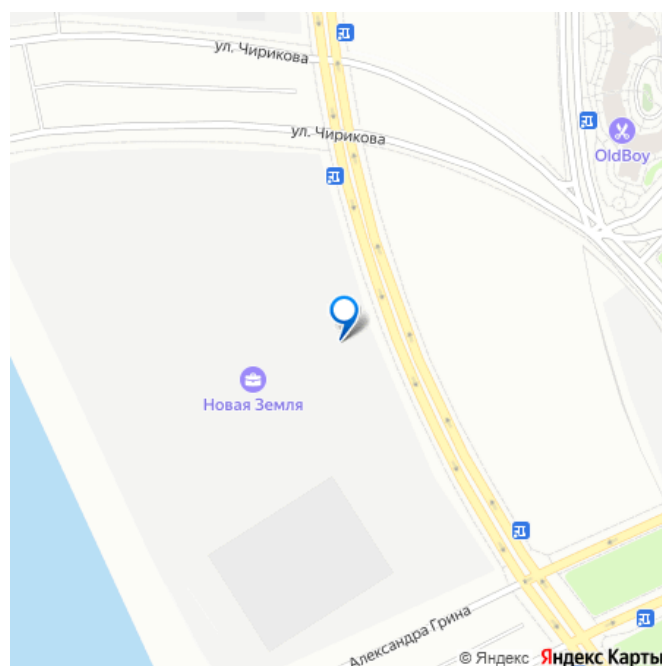 ул. Чирикова
ул. Чирикова
OldBoy
Новая Земля
Александра Грина
© Яндекс Яндекс Карты